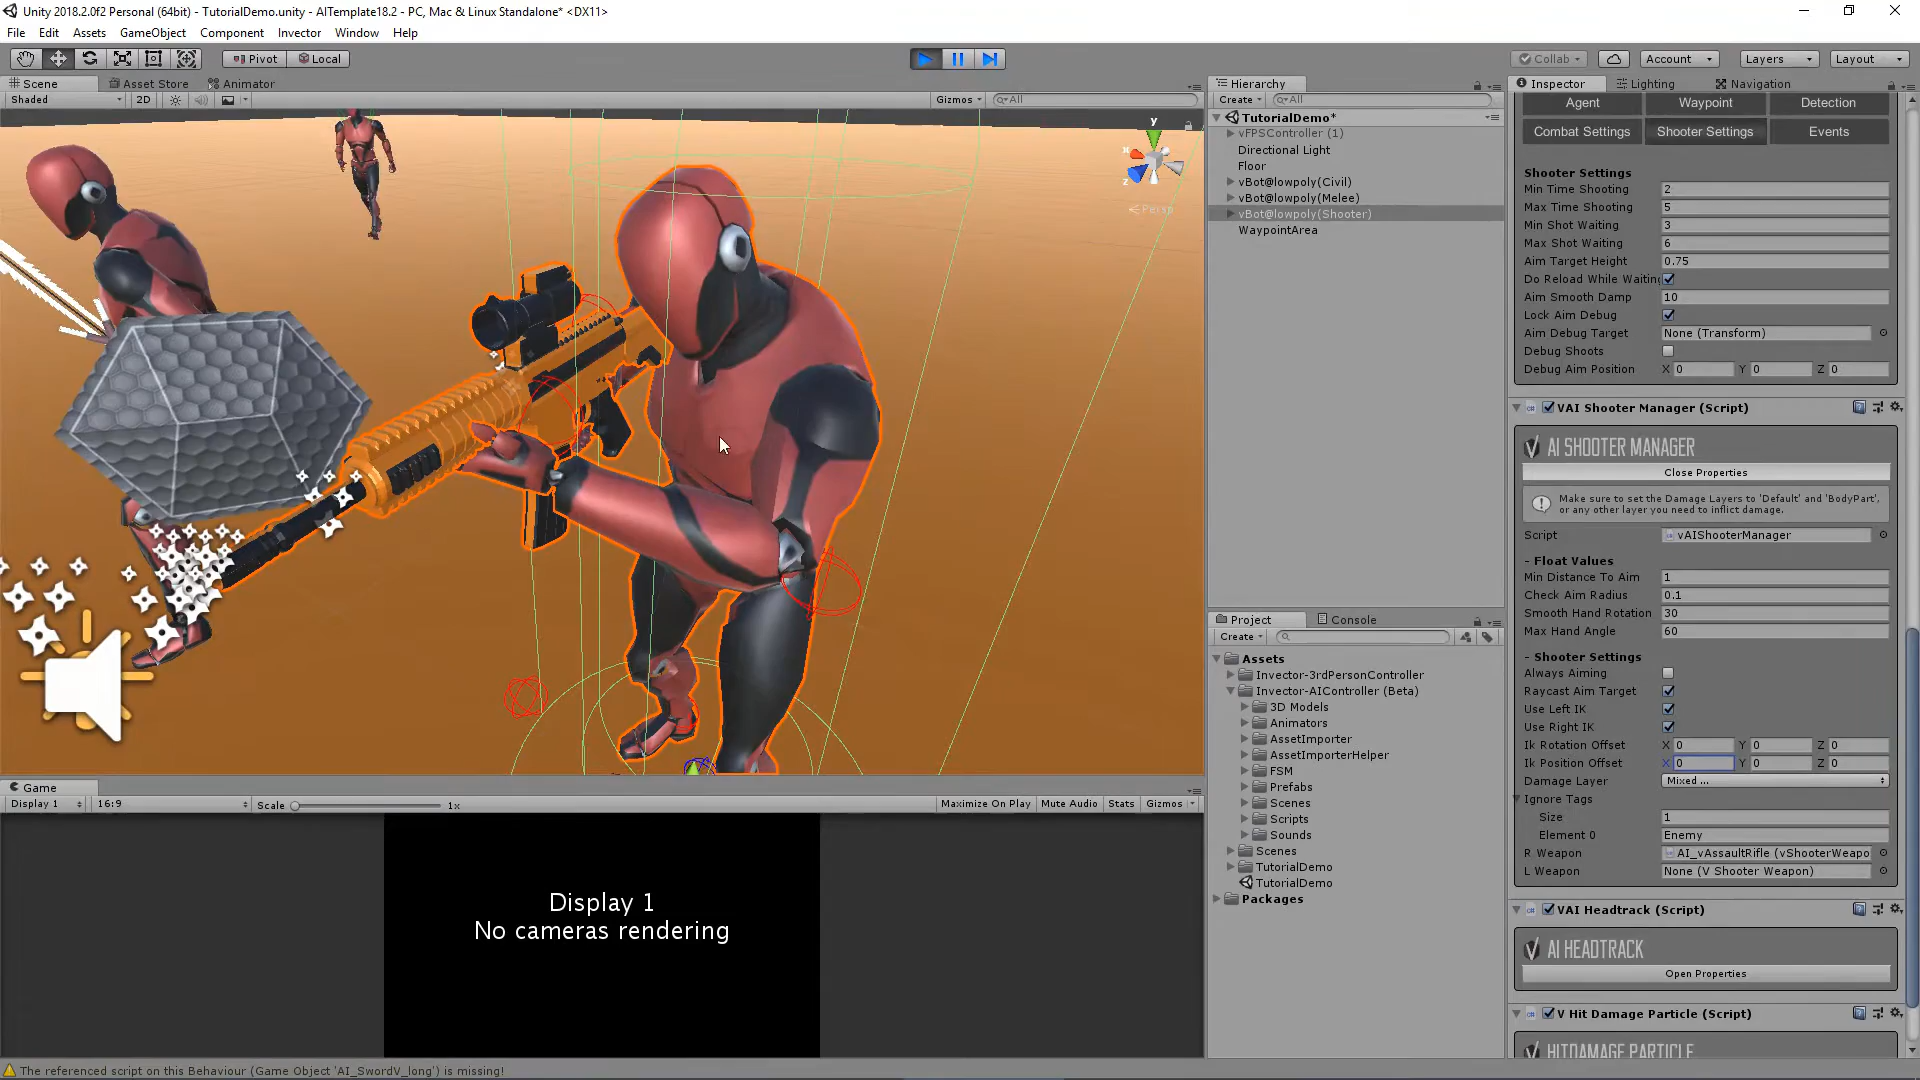 Unity 2018.2.0f2 Personal (64bit) - TutorialDemo.unity - AITemplate18.2 - PC, Mac & Linux Standalone* <DX11>
File Edit Assets GameObject Component Invector Window Help
Pivot Local Collab Account Layers Layout
Scene Asset Store Animator
Shaded 2D Gizmos All
y
x
z
Persp
Hierarchy
Create All
TutorialDemo*
vFPSController (1)
Directional Light
Floor
vBot@lowpoly(Civil)
vBot@lowpoly(Melee)
vBot@lowpoly(Shooter)
WaypointArea
Project Console
Create
Assets
Invector-3rdPersonController
Invector-AIController (Beta)
3D Models
Animators
AssetImporter
AssetImporterHelper
FSM
Prefabs
Scenes
Scripts
Sounds
Scenes
TutorialDemo
TutorialDemo
Packages
Inspector Lighting Navigation
Agent Waypoint Detection
Combat Settings Shooter Settings Events
Shooter Settings
Min Time Shooting 2
Max Time Shooting 5
Min Shot Waiting 3
Max Shot Waiting 6
Aim Target Height 0.75
Do Reload While Waiting
Aim Smooth Damp 10
Lock Aim Debug
Aim Debug Target None (Transform)
Debug Shoots
Debug Aim Position X 0 Y 0 Z 0
VAI Shooter Manager (Script)
AI SHOOTER MANAGER
Close Properties
Make sure to set the Damage Layers to 'Default' and 'BodyPart',
or any other layer you need to inflict damage.
Script vAIShooterManager
- Float Values
Min Distance To Aim 1
Check Aim Radius 0.1
Smooth Hand Rotation 30
Max Hand Angle 60
- Shooter Settings
Always Aiming
Raycast Aim Target
Use Left IK
Use Right IK
Ik Rotation Offset X 0 Y 0 Z 0
Ik Position Offset X 0 Y 0 Z 0
Damage Layer Mixed ...
Ignore Tags
Size 1
Element 0 Enemy
R Weapon AI_vAssaultRifle (vShooterWeapo
L Weapon None (V Shooter Weapon)
VAI Headtrack (Script)
AI HEADTRACK
Open Properties
V Hit Damage Particle (Script)
HITDAMAGE PARTICLE
Game
Display 1 16:9 Scale 1x Maximize On Play Mute Audio Stats Gizmos
Display 1
No cameras rendering
The referenced script on this Behaviour (Game Object 'AI_SwordV_long') is missing!